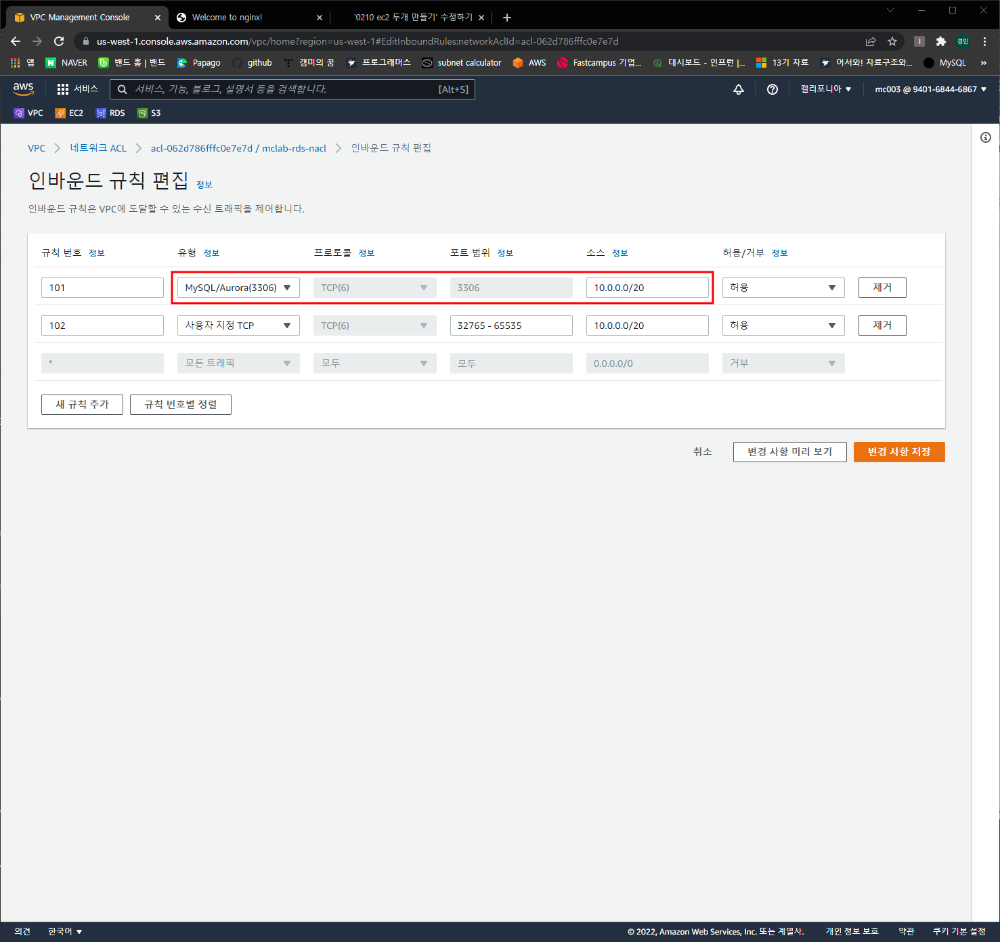 VPC Management Console
Welcome to nginx!
'0210 ec2 두개 만들기' 수정하기
us-west-1.console.aws.amazon.com/vpc/home?region=us-west-1#EditInboundRules:networkAclId=acl-062d786fffc0e7e7d
경민
앱 NAVER 밴드 홈 | 밴드 Papago github 캠미의 꿈 프로그래머스 subnet calculator AWS Fastcampus 기업... 대시보드 - 인프런 |... 13기 자료 어서와! 자료구조와... MySQL »
aws 서비스 서비스, 기능, 블로그, 설명서 등을 검색합니다. [Alt+S] 캘리포니아 ▼ mc003 @ 9401-6844-6867 ▼
VPC EC2 RDS S3
VPC > 네트워크 ACL > acl-062d786fffc0e7e7d / mclab-rds-nacl > 인바운드 규칙 편집
인바운드 규칙 편집 정보
인바운드 규칙은 VPC에 도달할 수 있는 수신 트래픽을 제어합니다.
규칙 번호 정보 유형 정보 프로토콜 정보 포트 범위 정보 소스 정보 허용/거부 정보
101 MySQL/Aurora(3306) ▼ TCP(6) ▼ 3306 10.0.0.0/20 허용 ▼ 제거
102 사용자 지정 TCP ▼ TCP(6) ▼ 32765 - 65535 10.0.0.0/20 허용 ▼ 제거
* 모든 트래픽 ▼ 모두 ▼ 모두 0.0.0.0/0 거부 ▼
새 규칙 추가 규칙 번호별 정렬
취소 변경 사항 미리 보기 변경 사항 저장
의견 한국어 ▼ © 2022, Amazon Web Services, Inc. 또는 계열사. 개인 정보 보호 약관 쿠키 기본 설정